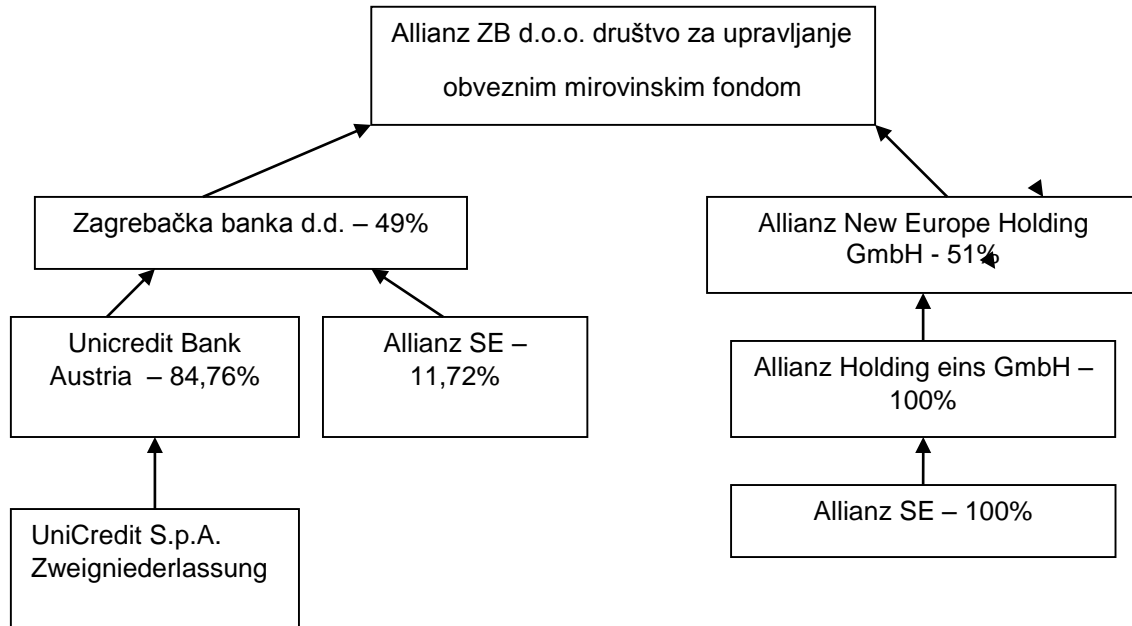 Allianz ZB d.o.o. društvo za upravljanje
obveznim mirovinskim fondom
Zagrebačka banka d.d. – 49%
Allianz New Europe Holding
GmbH - 51%
Unicredit Bank
Austria – 84,76%
Allianz SE –
11,72%
Allianz Holding eins GmbH –
100%
UniCredit S.p.A.
Zweigniederlassung
Allianz SE – 100%